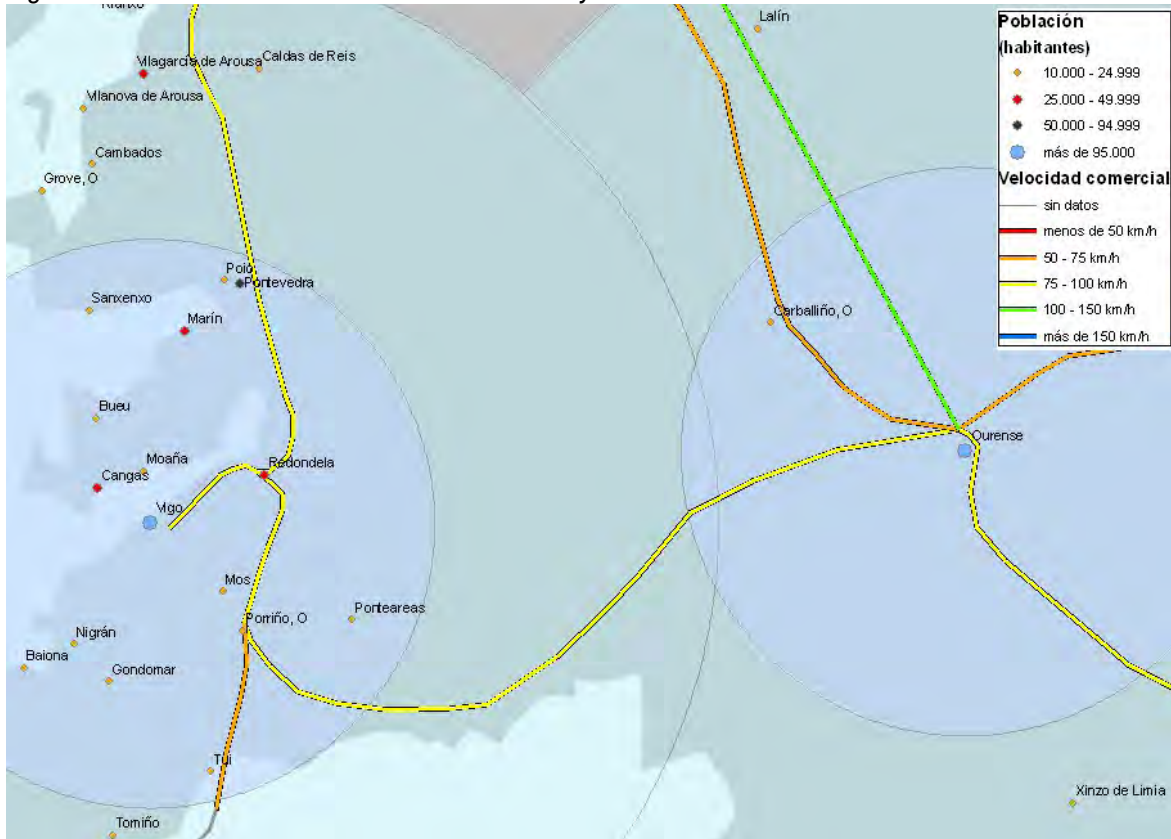 Lalín
Vilagarcía de Arousa
Caldas de Reis
Vilanova de Arousa
Cambados
Grove, O
Poio
Pontevedra
Sanxenxo
Marín
Carballiño, O
Bueu
Ourense
Moaña
Redondela
Cangas
Vigo
Mos
Ponteareas
Porriño, O
Nigrán
Baiona
Gondomar
Tui
Xinzo de Limia
Tomiño
Población
(habitantes)
10.000 - 24.999
25.000 - 49.999
50.000 - 94.999
más de 95.000
Velocidad comercial
sin datos
menos de 50 km/h
50 - 75 km/h
75 - 100 km/h
100 - 150 km/h
más de 150 km/h